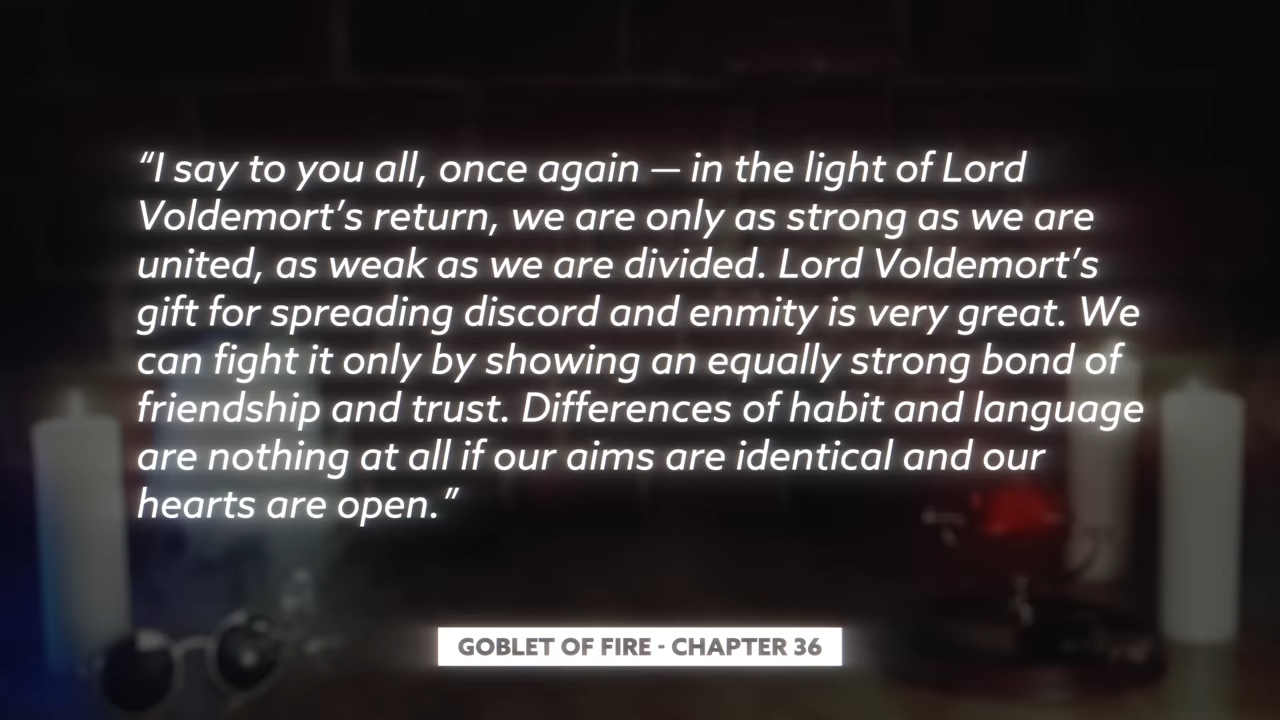 “I say to you all, once again — in the light of Lord
Voldemort’s return, we are only as strong as we are
united, as weak as we are divided. Lord Voldemort’s
gift for spreading discord and enmity is very great. We
can fight it only by showing an equally strong bond of
friendship and trust. Differences of habit and language
are nothing at all if our aims are identical and our
hearts are open.”
GOBLET OF FIRE - CHAPTER 36